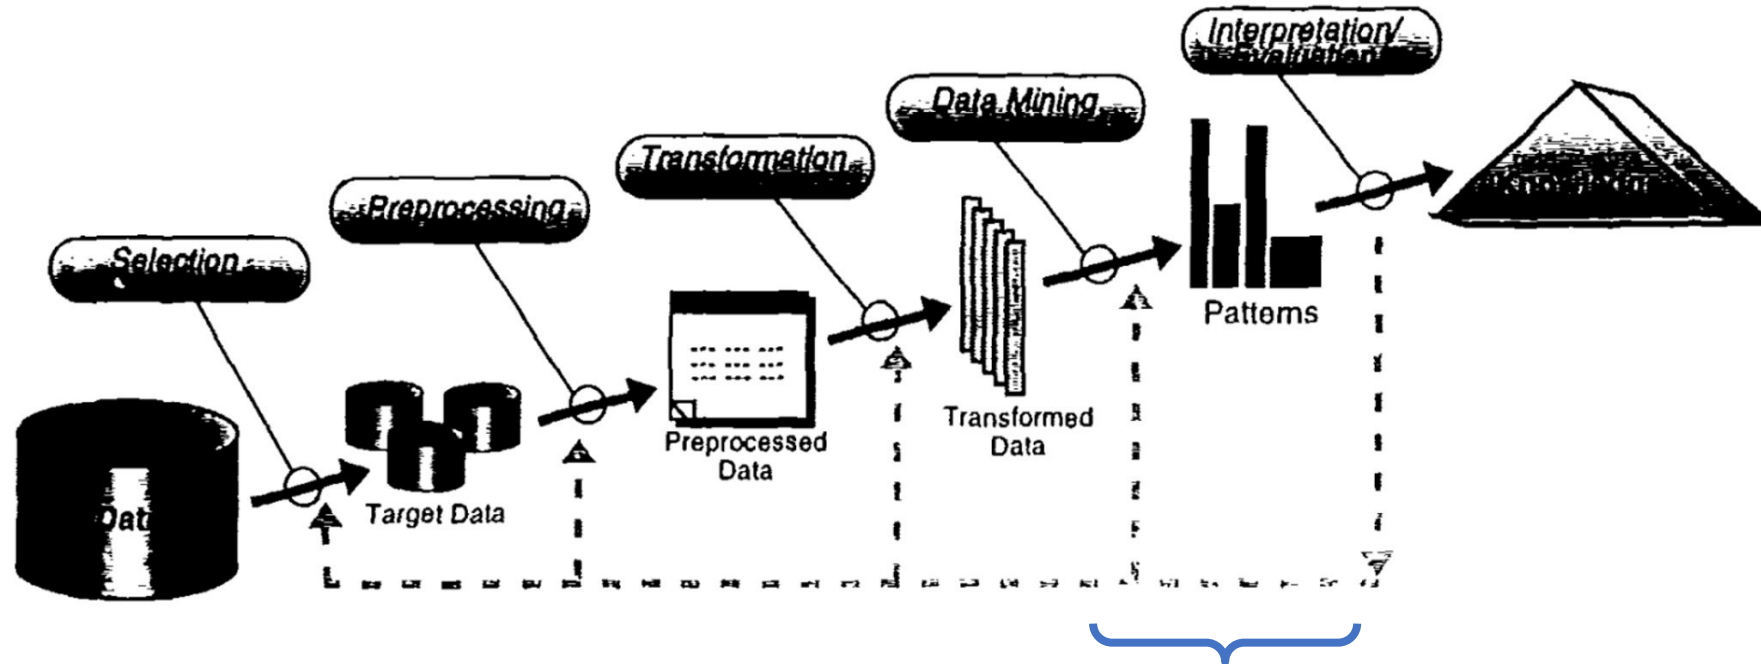 Interpretation/
Evaluation
Data Mining
Transformation
Preprocessing
Selection
Patterns
Transformed
Data
Preprocessed
Data
Target Data